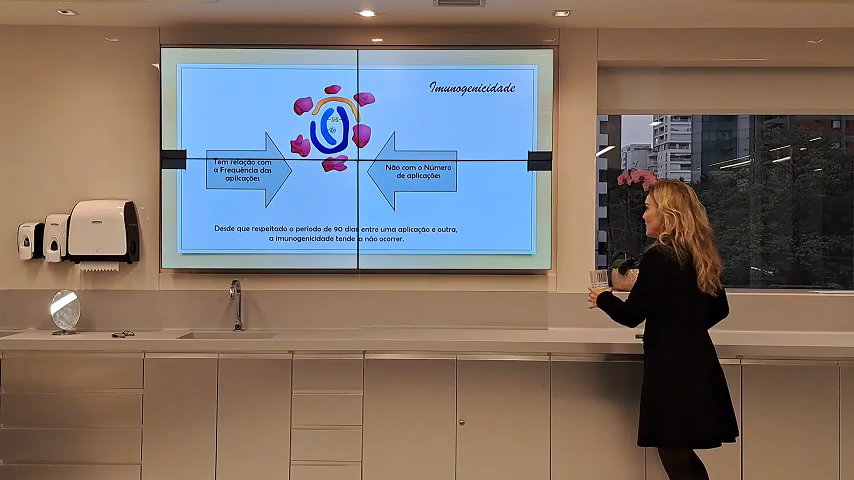 Imunogenicidade
Tem relação com
a Frequência das
aplicações
Não com o Número
de aplicações
Desde que respeitado o período de 90 dias entre uma aplicação e outra,
a imunogenicidade tende a não ocorrer.